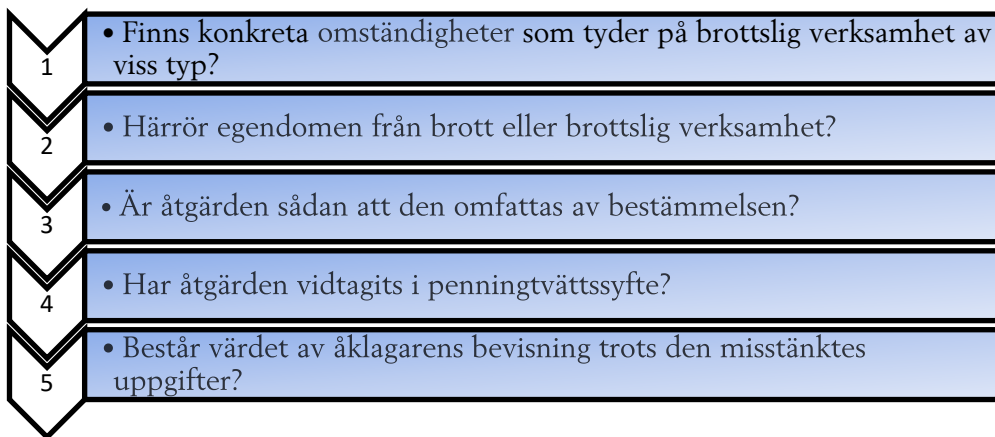 1
• Finns konkreta omständigheter som tyder på brottslig verksamhet av
viss typ?
2
• Härrör egendomen från brott eller brottslig verksamhet?
3
• Är åtgärden sådan att den omfattas av bestämmelsen?
4
• Har åtgärden vidtagits i penningtvättssyfte?
5
• Består värdet av åklagarens bevisning trots den misstänktes
uppgifter?